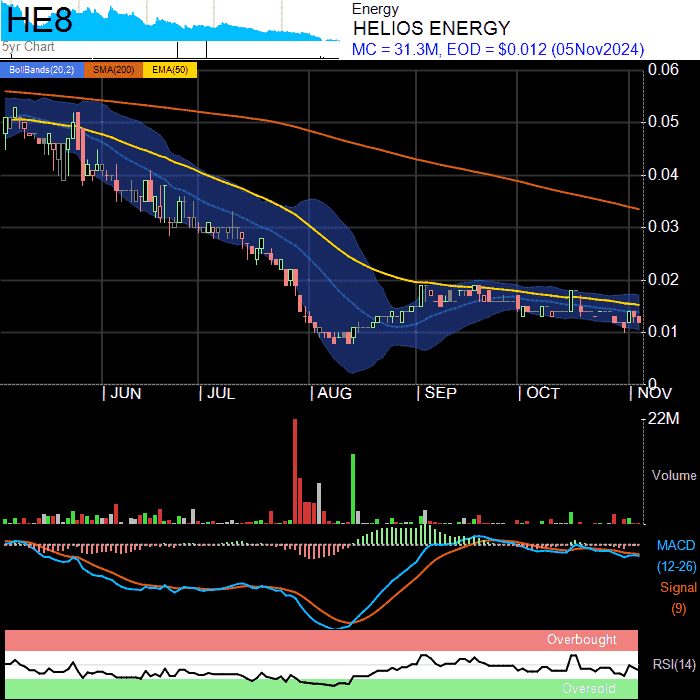 HE8
5yr Chart
Energy
HELIOS ENERGY
MC = 31.3M, EOD = $0.012 (05Nov2024)
BollBands(20,2) SMA(200) EMA(50)
0.06
0.05
0.04
0.03
0.02
0.01
0
JUN JUL AUG SEP OCT NOV
22M
Volume
MACD
(12-26)
Signal
(9)
Overbought
RSI(14)
Oversold